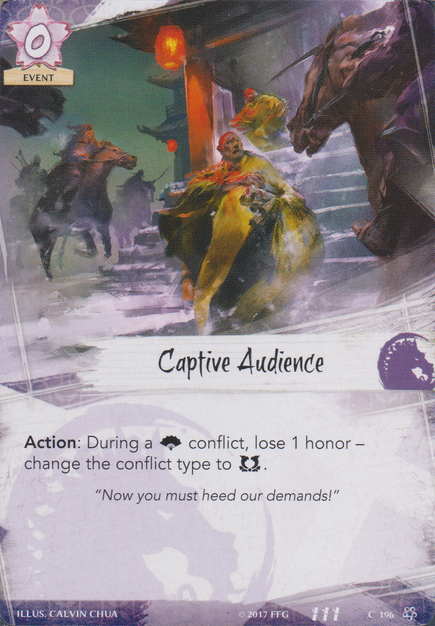 0
EVENT
Captive Audience
Action: During a conflict, lose 1 honor –
change the conflict type to .
"Now you must heed our demands!"
ILLUS. CALVIN CHUA © 2017 FFG C 196